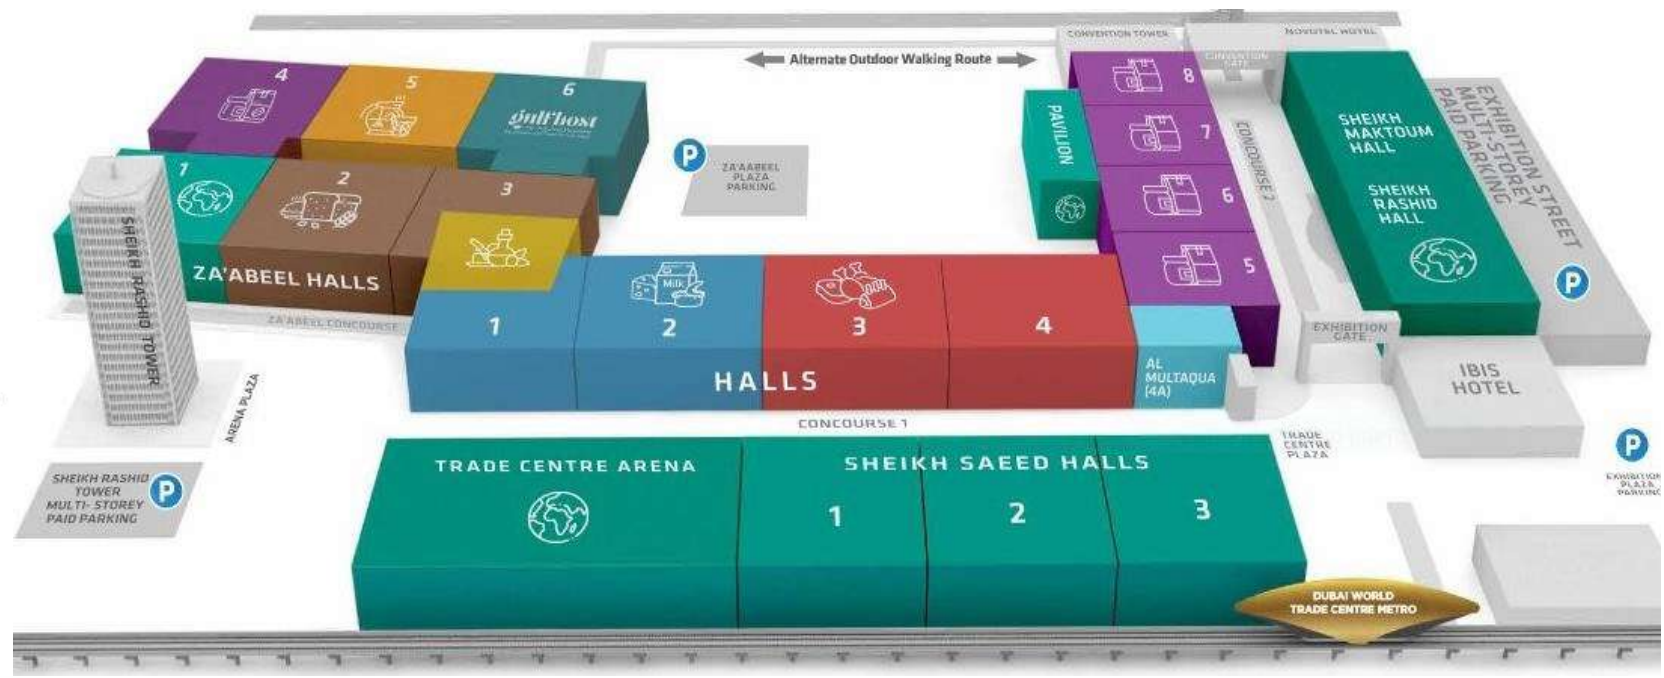 CONVENTION TOWER
NOVOTEL HOTEL
CONVENTION
GATE
Alternate Outdoor Walking Route
4
5
6
gulfhost
8
7
6
5
PAVILION
CONCOURSE 2
SHEIKH
MAKTOUM
HALL
SHEIKH
RASHID
HALL
EXHIBITION STREET
MULTI-STOREY
PAID PARKING
P
P
ZA'AABEEL
PLAZA
PARKING
1
2
3
ZA'ABEEL HALLS
ZA'ABEEL CONCOURSE
SHEIKH RASHID TOWER
ARENA PLAZA
Milk
1
2
3
4
HALLS
AL
MULTAQUA
(4A)
EXHIBITION
GATE
IBIS
HOTEL
CONCOURSE 1
TRADE
CENTRE
PLAZA
P
EXHIBITION
PLAZA
PARKING
SHEIKH RASHID
TOWER
MULTI- STOREY
PAID PARKING
P
TRADE CENTRE ARENA
SHEIKH SAEED HALLS
1
2
3
DUBAI WORLD
TRADE CENTRE METRO